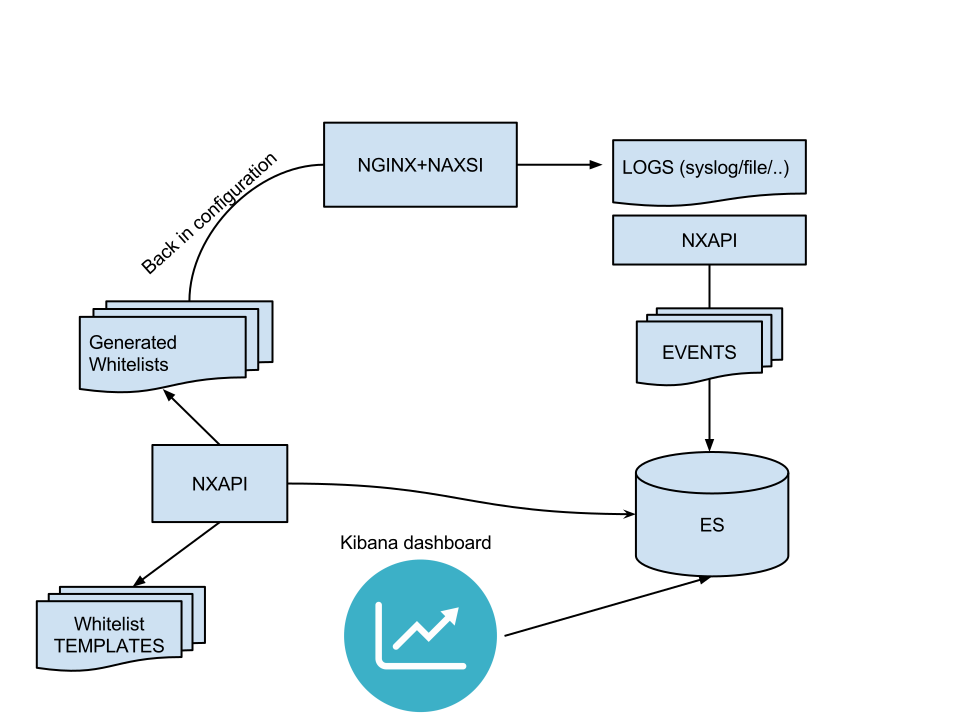 NGINX+NAXSI
LOGS (syslog/file/..)
Back in configuration
NXAPI
Generated
Whitelists
EVENTS
NXAPI
ES
Kibana dashboard
Whitelist
TEMPLATES